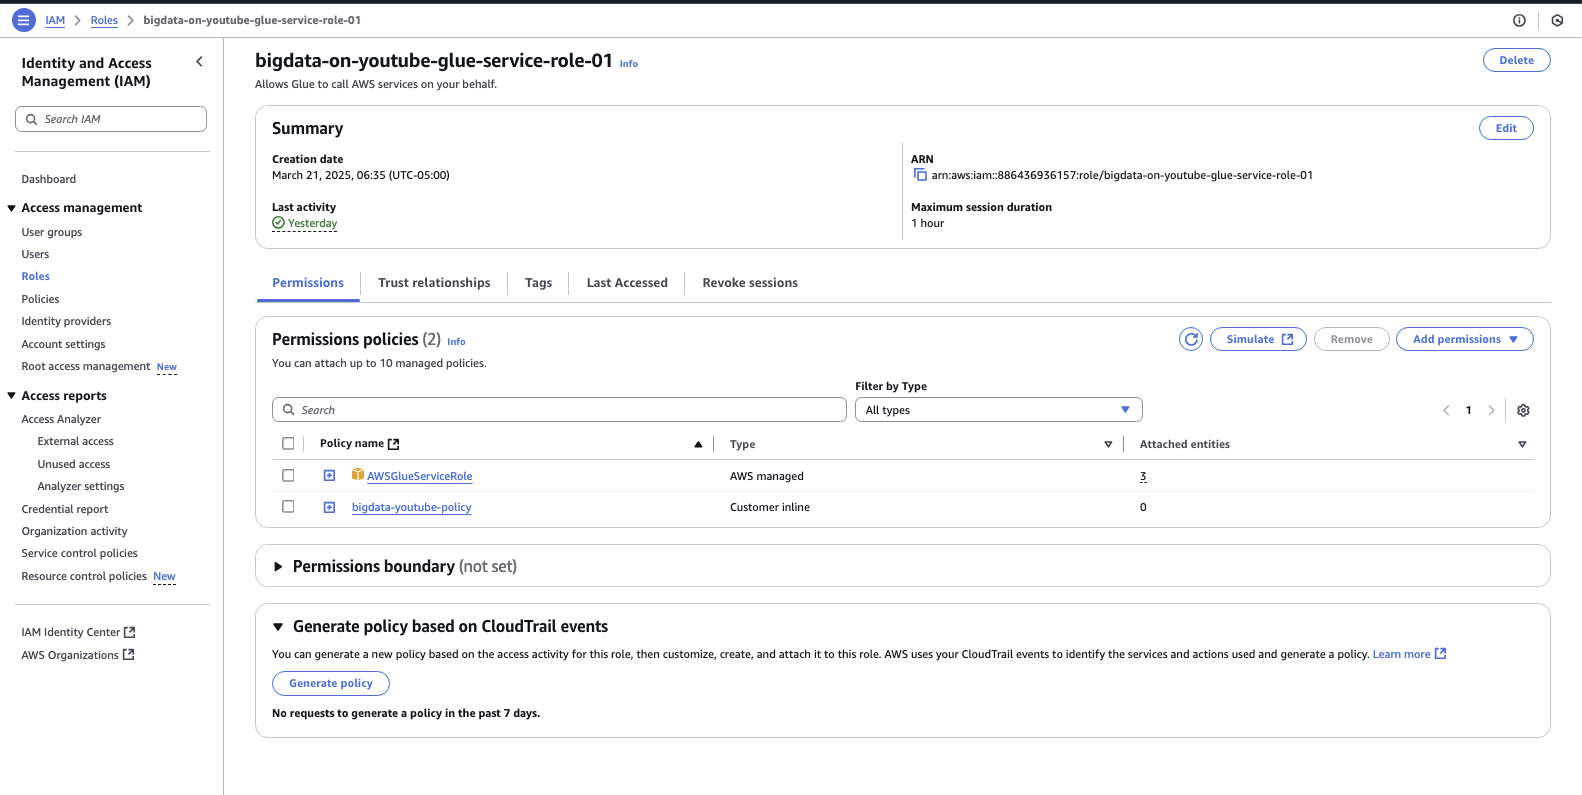 IAM > Roles > bigdata-on-youtube-glue-service-role-01
Identity and Access Management (IAM)
Search IAM
Dashboard
Access management
User groups
Users
Roles
Policies
Identity providers
Account settings
Root access management New
Access reports
Access Analyzer
External access
Unused access
Analyzer settings
Credential report
Organization activity
Service control policies
Resource control policies New
IAM Identity Center
AWS Organizations
bigdata-on-youtube-glue-service-role-01 Info
Delete
Allows Glue to call AWS services on your behalf.
Summary
Edit
Creation date
March 21, 2025, 06:35 (UTC-05:00)
ARN
arn:aws:iam::886436936157:role/bigdata-on-youtube-glue-service-role-01
Last activity
Yesterday
Maximum session duration
1 hour
Permissions Trust relationships Tags Last Accessed Revoke sessions
Permissions policies (2) Info
Simulate Remove Add permissions
You can attach up to 10 managed policies.
Filter by Type
Search All types 1
Policy name Type Attached entities
AWSGlueServiceRole AWS managed 3
bigdata-youtube-policy Customer inline 0
Permissions boundary (not set)
Generate policy based on CloudTrail events
You can generate a new policy based on the access activity for this role, then customize, create, and attach it to this role. AWS uses your CloudTrail events to identify the services and actions used and generate a policy. Learn more
Generate policy
No requests to generate a policy in the past 7 days.